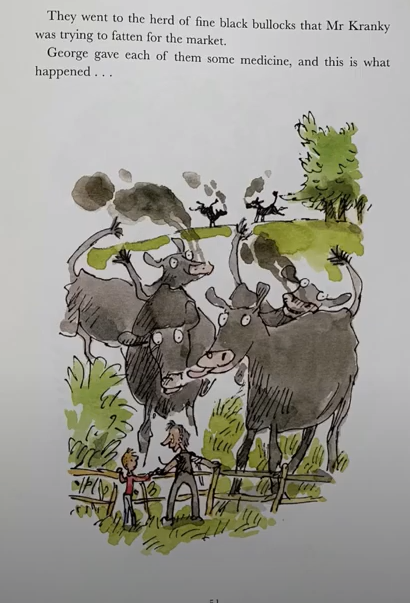 They went to the herd of fine black bullocks that Mr Kranky
was trying to fatten for the market.
George gave each of them some medicine, and this is what
happened . . .